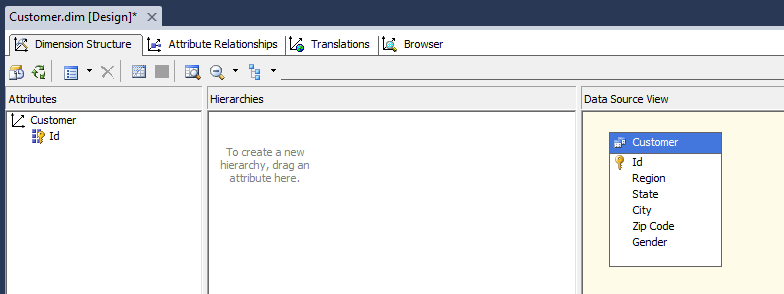 Customer.dim [Design]*
Dimension Structure
Attribute Relationships
Translations
Browser
Attributes
Hierarchies
Data Source View
Customer
Id
To create a new
hierarchy, drag an
attribute here.
Customer
Id
Region
State
City
Zip Code
Gender